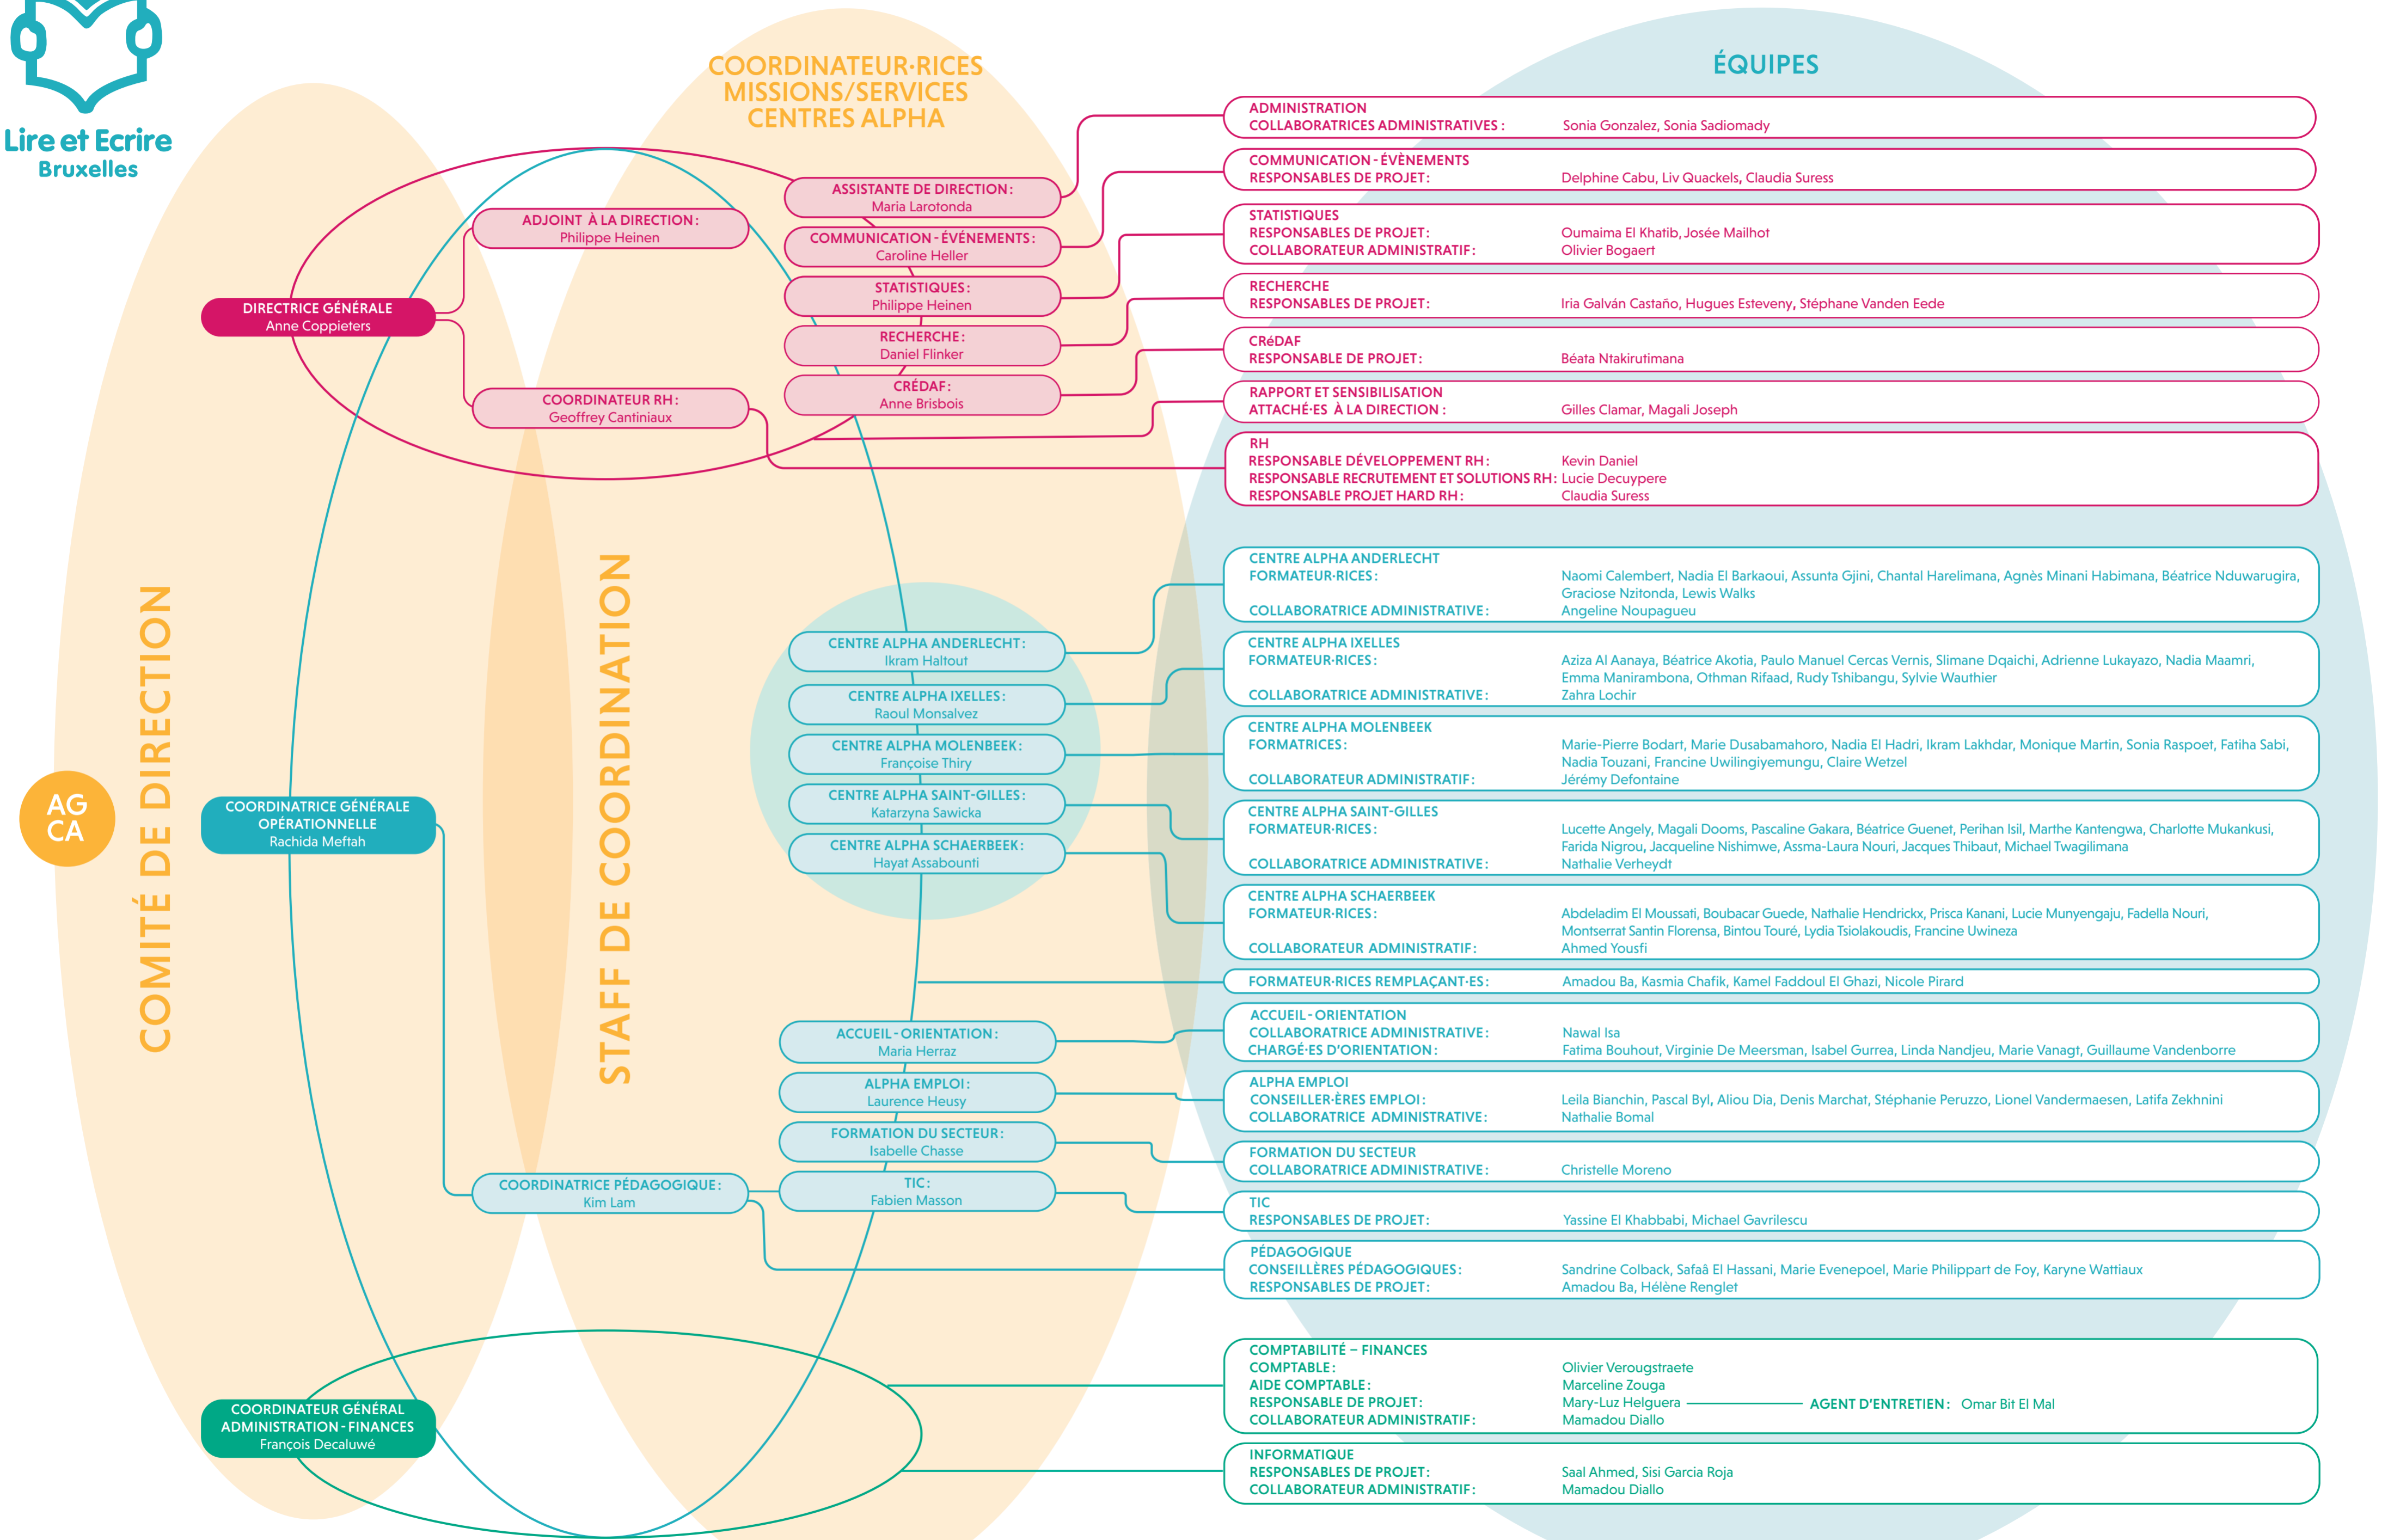 Lire et Ecrire
Bruxelles
COORDINATEUR·RICES
MISSIONS/SERVICES
CENTRES ALPHA
ÉQUIPES
COMITÉ DE DIRECTION
STAFF DE COORDINATION
AG
CA
DIRECTRICE GÉNÉRALE
Anne Coppieters
ADJOINT À LA DIRECTION :
Philippe Heinen
COORDINATEUR RH :
Geoffrey Cantiniaux
ASSISTANTE DE DIRECTION :
Maria Larotonda
COMMUNICATION - ÉVÉNEMENTS :
Caroline Heller
STATISTIQUES :
Philippe Heinen
RECHERCHE :
Daniel Flinker
CRÉDAF :
Anne Brisbois
ADMINISTRATION
COLLABORATRICES ADMINISTRATIVES : Sonia Gonzalez, Sonia Sadiomady
COMMUNICATION - ÉVÈNEMENTS
RESPONSABLES DE PROJET : Delphine Cabu, Liv Quackels, Claudia Suress
STATISTIQUES
RESPONSABLES DE PROJET : Oumaima El Khatib, Josée Mailhot
COLLABORATEUR ADMINISTRATIF : Olivier Bogaert
RECHERCHE
RESPONSABLES DE PROJET : Iria Galván Castaño, Hugues Esteveny, Stéphane Vanden Eede
CRéDAF
RESPONSABLE DE PROJET : Béata Ntakirutimana
RAPPORT ET SENSIBILISATION
ATTACHÉ·ES À LA DIRECTION : Gilles Clamar, Magali Joseph
RH
RESPONSABLE DÉVELOPPEMENT RH : Kevin Daniel
RESPONSABLE RECRUTEMENT ET SOLUTIONS RH : Lucie Decuypere
RESPONSABLE PROJET HARD RH : Claudia Suress
COORDINATRICE GÉNÉRALE
OPÉRATIONNELLE
Rachida Meftah
COORDINATRICE PÉDAGOGIQUE :
Kim Lam
CENTRE ALPHA ANDERLECHT :
Ikram Haltout
CENTRE ALPHA IXELLES :
Raoul Monsalvez
CENTRE ALPHA MOLENBEEK :
Françoise Thiry
CENTRE ALPHA SAINT-GILLES :
Katarzyna Sawicka
CENTRE ALPHA SCHAERBEEK :
Hayat Assabounti
ACCUEIL - ORIENTATION :
Maria Herraz
ALPHA EMPLOI :
Laurence Heusy
FORMATION DU SECTEUR :
Isabelle Chasse
TIC :
Fabien Masson
CENTRE ALPHA ANDERLECHT
FORMATEUR·RICES : Naomi Calembert, Nadia El Barkaoui, Assunta Gjini, Chantal Harelimana, Agnès Minani Habimana, Béatrice Nduwarugira,
Graciose Nzitonda, Lewis Walks
COLLABORATRICE ADMINISTRATIVE : Angeline Noupagueu
CENTRE ALPHA IXELLES
FORMATEUR·RICES : Aziza Al Aanaya, Béatrice Akotia, Paulo Manuel Cercas Vernis, Slimane Dqaichi, Adrienne Lukayazo, Nadia Maamri,
Emma Manirambona, Othman Rifaad, Rudy Tshibangu, Sylvie Wauthier
COLLABORATRICE ADMINISTRATIVE : Zahra Lochir
CENTRE ALPHA MOLENBEEK
FORMATRICES : Marie-Pierre Bodart, Marie Dusabamahoro, Nadia El Hadri, Ikram Lakhdar, Monique Martin, Sonia Raspoet, Fatiha Sabi,
Nadia Touzani, Francine Uwilingiyemungu, Claire Wetzel
COLLABORATEUR ADMINISTRATIF : Jérémy Defontaine
CENTRE ALPHA SAINT-GILLES
FORMATEUR·RICES : Lucette Angely, Magali Dooms, Pascaline Gakara, Béatrice Guenet, Perihan Isil, Marthe Kantengwa, Charlotte Mukankusi,
Farida Nigrou, Jacqueline Nishimwe, Assma-Laura Nouri, Jacques Thibaut, Michael Twagilimana
COLLABORATRICE ADMINISTRATIVE : Nathalie Verheydt
CENTRE ALPHA SCHAERBEEK
FORMATEUR·RICES : Abdeladim El Moussati, Boubacar Guede, Nathalie Hendrickx, Prisca Kanani, Lucie Munyengaju, Fadella Nouri,
Montserrat Santin Florensa, Bintou Touré, Lydia Tsiolakoudis, Francine Uwineza
COLLABORATEUR ADMINISTRATIF : Ahmed Yousfi
FORMATEUR·RICES REMPLAÇANT·ES : Amadou Ba, Kasmia Chafik, Kamel Faddoul El Ghazi, Nicole Pirard
ACCUEIL - ORIENTATION
COLLABORATRICE ADMINISTRATIVE : Nawal Isa
CHARGÉ·ES D'ORIENTATION : Fatima Bouhout, Virginie De Meersman, Isabel Gurrea, Linda Nandjeu, Marie Vanagt, Guillaume Vandenborre
ALPHA EMPLOI
CONSEILLER·ÈRES EMPLOI : Leila Bianchin, Pascal Byl, Aliou Dia, Denis Marchat, Stéphanie Peruzzo, Lionel Vandermaesen, Latifa Zekhnini
COLLABORATRICE ADMINISTRATIVE : Nathalie Bomal
FORMATION DU SECTEUR
COLLABORATRICE ADMINISTRATIVE : Christelle Moreno
TIC
RESPONSABLES DE PROJET : Yassine El Khabbabi, Michael Gavrilescu
PÉDAGOGIQUE
CONSEILLÈRES PÉDAGOGIQUES : Sandrine Colback, Safaâ El Hassani, Marie Evenepoel, Marie Philippart de Foy, Karyne Wattiaux
RESPONSABLES DE PROJET : Amadou Ba, Hélène Renglet
COORDINATEUR GÉNÉRAL
ADMINISTRATION - FINANCES
François Decaluwé
COMPTABILITÉ – FINANCES
COMPTABLE : Olivier Verougstraete
AIDE COMPTABLE : Marceline Zouga
RESPONSABLE DE PROJET : Mary-Luz Helguera AGENT D'ENTRETIEN : Omar Bit El Mal
COLLABORATEUR ADMINISTRATIF : Mamadou Diallo
INFORMATIQUE
RESPONSABLES DE PROJET : Saal Ahmed, Sisi Garcia Roja
COLLABORATEUR ADMINISTRATIF : Mamadou Diallo